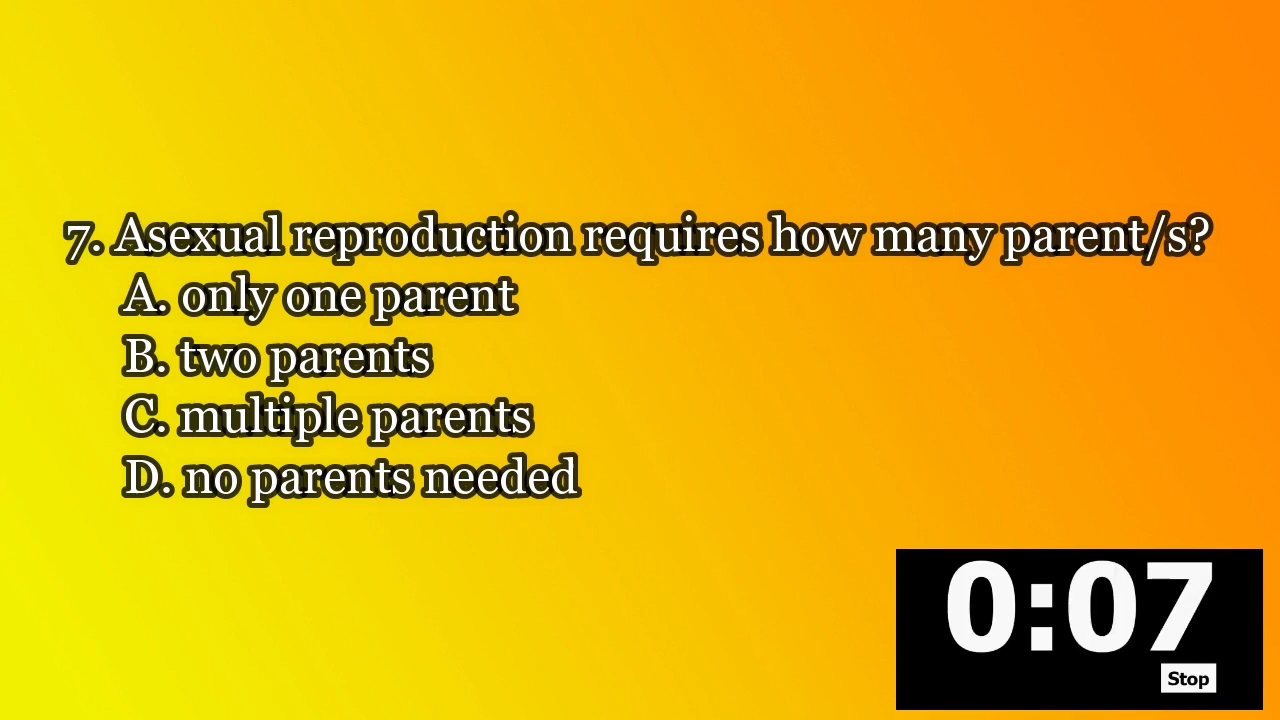 7. Asexual reproduction requires how many parent/s?
A. only one parent
B. two parents
C. multiple parents
D. no parents needed
0:07
Stop